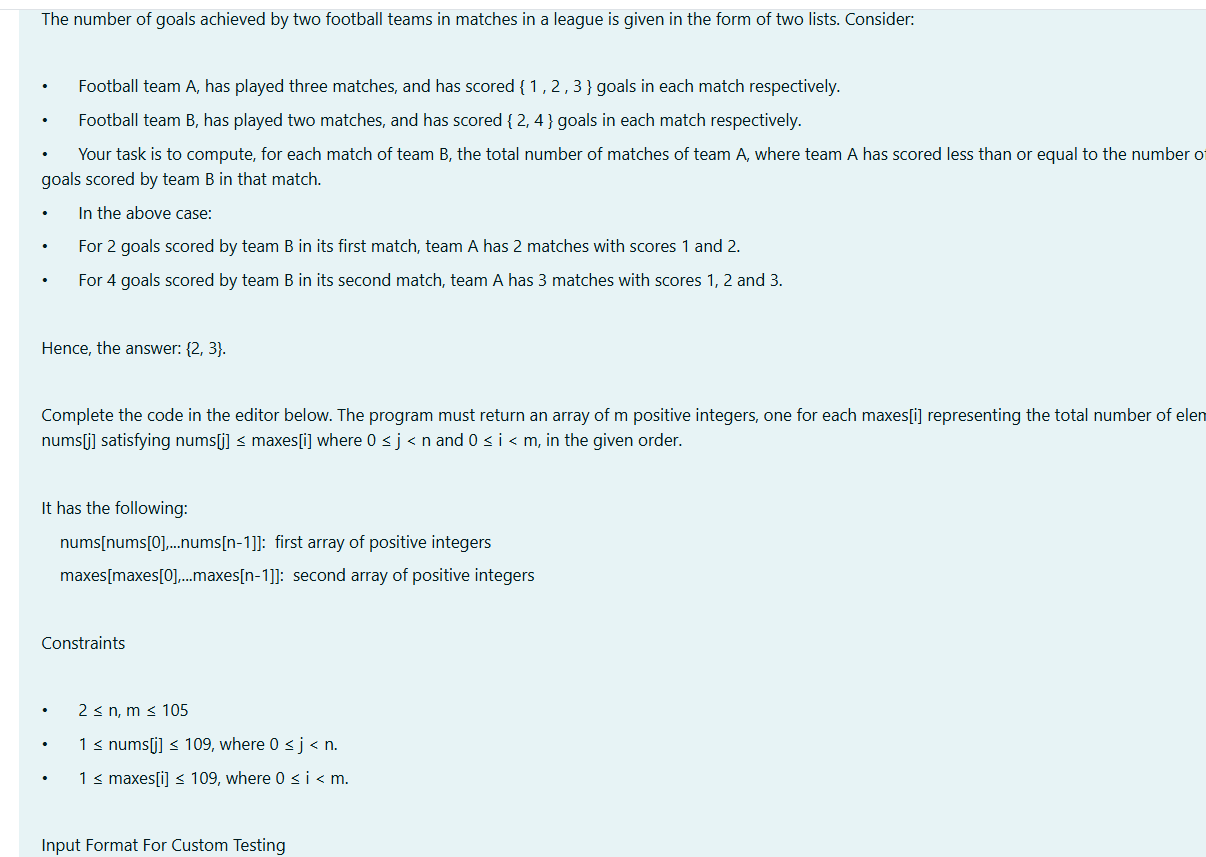 The number of goals achieved by two football teams in matches in a league is given in the form of two lists. Consider:
• Football team A, has played three matches, and has scored { 1 , 2 , 3 } goals in each match respectively.
• Football team B, has played two matches, and has scored { 2, 4 } goals in each match respectively.
• Your task is to compute, for each match of team B, the total number of matches of team A, where team A has scored less than or equal to the number of
goals scored by team B in that match.
• In the above case:
• For 2 goals scored by team B in its first match, team A has 2 matches with scores 1 and 2.
• For 4 goals scored by team B in its second match, team A has 3 matches with scores 1, 2 and 3.
Hence, the answer: {2, 3}.
Complete the code in the editor below. The program must return an array of m positive integers, one for each maxes[i] representing the total number of
nums[j] satisfying nums[j] ≤ maxes[i] where 0 ≤ j < n and 0 ≤ i < m, in the given order.
It has the following:
nums[nums[0],...nums[n-1]]: first array of positive integers
maxes[maxes[0],...maxes[n-1]]: second array of positive integers
Constraints
• 2 ≤ n, m ≤ 105
• 1 ≤ nums[j] ≤ 109, where 0 ≤ j < n.
• 1 ≤ maxes[i] ≤ 109, where 0 ≤ i < m.
Input Format For Custom Testing